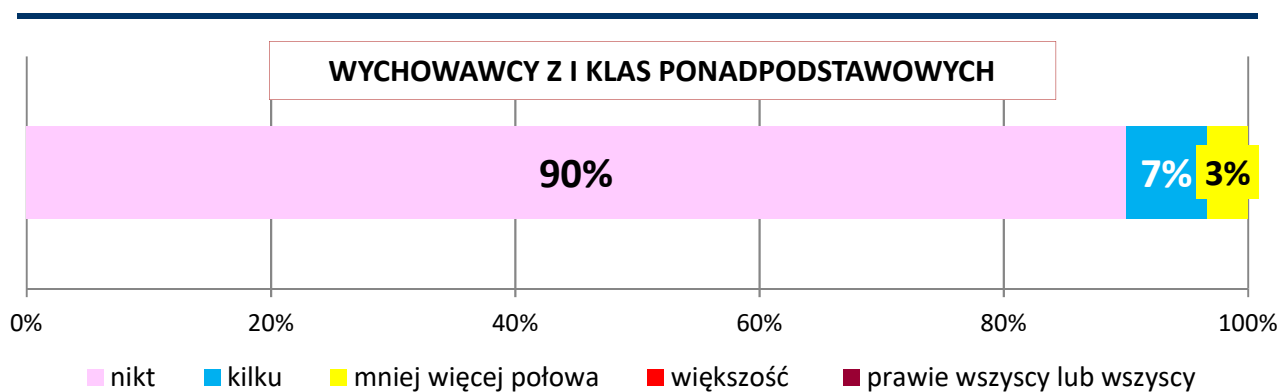 WYCHOWAWCY Z I KLAS PONADPODSTAWOWYCH
90% 7% 3%
0% 20% 40% 60% 80% 100%
nikt kilku mniej więcej połowa większość prawie wszyscy lub wszyscy